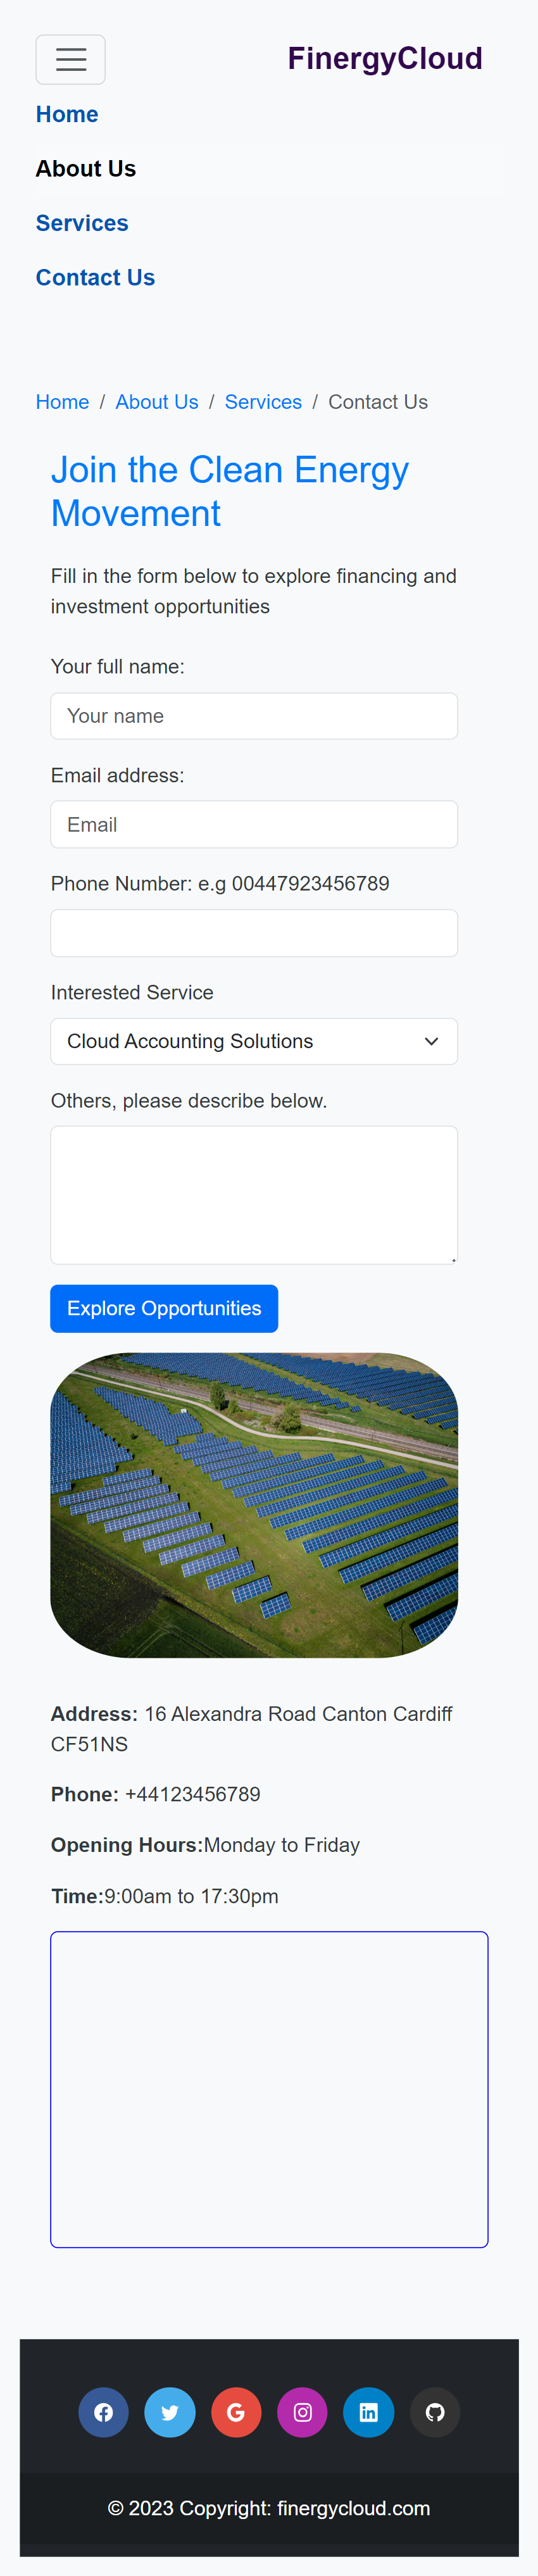 FinergyCloud
Home
About Us
Services
Contact Us
Home / About Us / Services / Contact Us
Join the Clean Energy
Movement
Fill in the form below to explore financing and
investment opportunities
Your full name:
Your name
Email address:
Email
Phone Number: e.g 00447923456789
Interested Service
Cloud Accounting Solutions
Others, please describe below.
Explore Opportunities
Address: 16 Alexandra Road Canton Cardiff
CF51NS
Phone: +44123456789
Opening Hours:Monday to Friday
Time:9:00am to 17:30pm
© 2023 Copyright: finergycloud.com